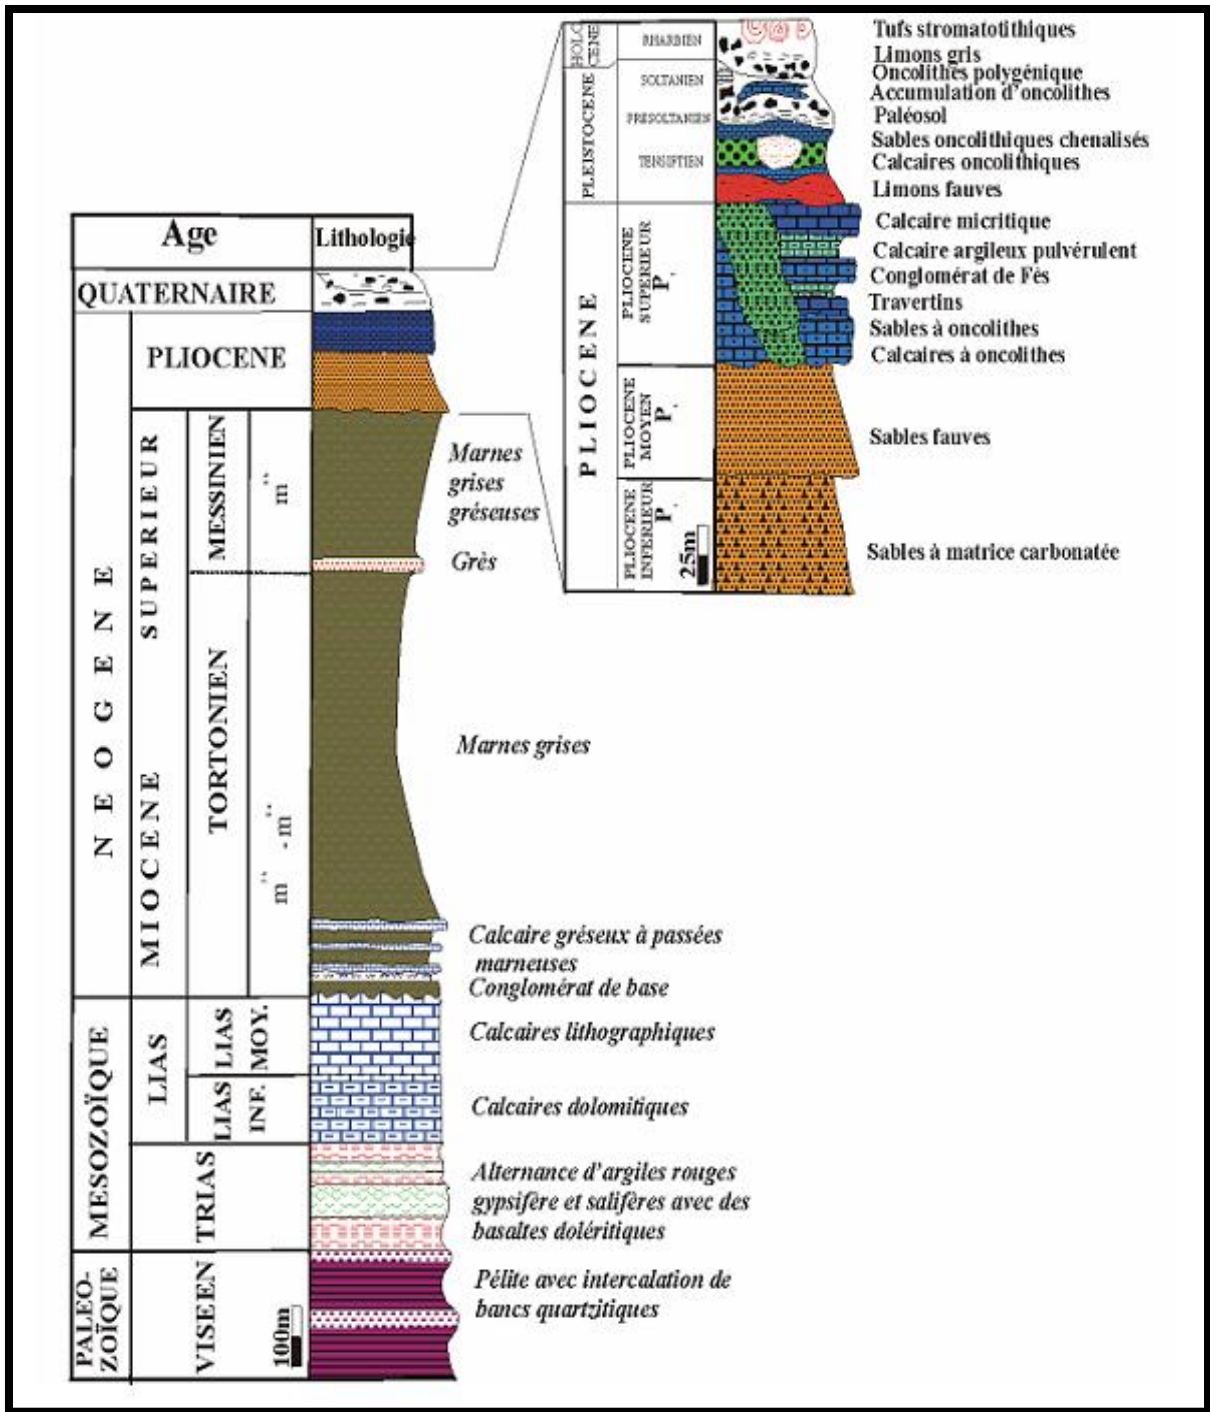 HOLO
CENE
RHARBIEN
PLEISTOCENE
SOLTANIEN
PRESOLTANIEN
TENSIFTIEN
Tufs stromatotithiques
Limons gris
Oncolithes polygénique
Accumulation d'oncolithes
Paléosol
Sables oncolithiques chenalisés
Calcaires oncolithiques
Limons fauves
PLIOCENE
PLIOCENE
SUPERIEUR
P.
Calcaire micritique
Calcaire argileux pulvérulent
Conglomérat de Fès
Travertins
Sables à oncolithes
Calcaires à oncolithes
PLIOCENE
MOYEN
P.
Sables fauves
PLIOCENE
INFERIEUR
P.
25m
Sables à matrice carbonatée
Age
Lithologie
QUATERNAIRE
NEOGENE
PLIOCENE
MIOCENE SUPERIEUR
MESSINIEN
m
Marnes
grises
gréseuses
Grès
TORTONIEN
m - m
Marnes grises
Calcaire gréseux à passées
marneuses
Conglomérat de base
MESOZOÏQUE
LIAS
LIAS
MOY.
Calcaires lithographiques
LIAS
INF.
Calcaires dolomitiques
TRIAS
Alternance d'argiles rouges
gypsifère et salifères avec des
basaltes doléritiques
PALEO-
ZOÏQUE
VISEEN
100m
Pélite avec intercalation de
bancs quartzitiques